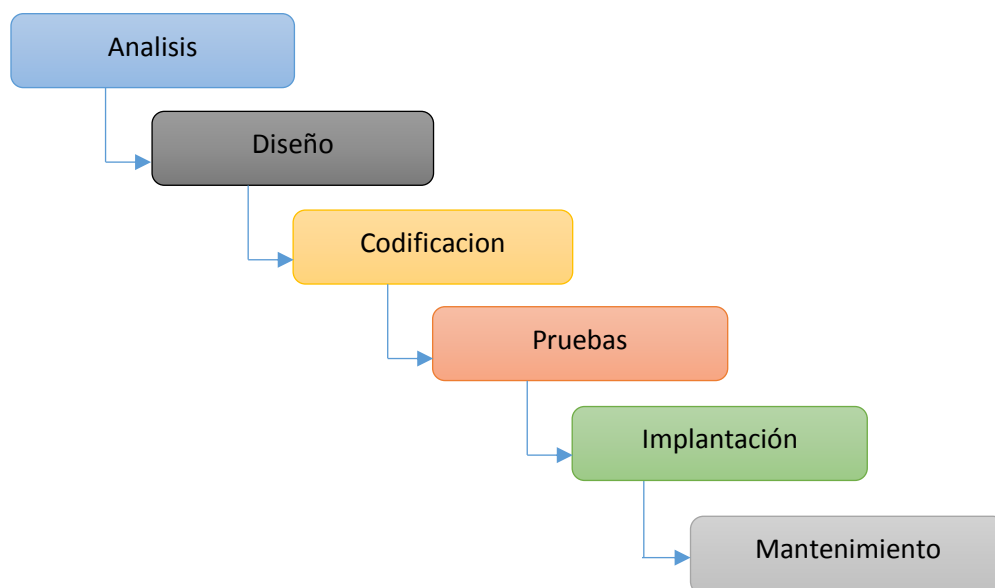 Analisis
Diseño
Codificacion
Pruebas
Implantación
Mantenimiento